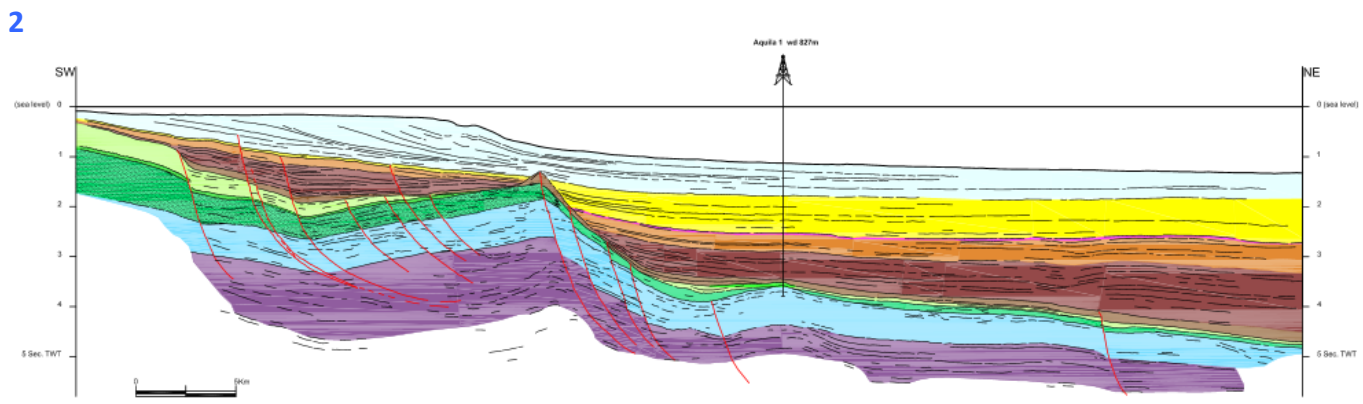 2
Aquila 1 wd 827m
SW
NE
(sea level) 0
0 (sea level)
1
1
2
2
3
3
4
4
5 Sec. TWT
5 Sec. TWT
0
5Km